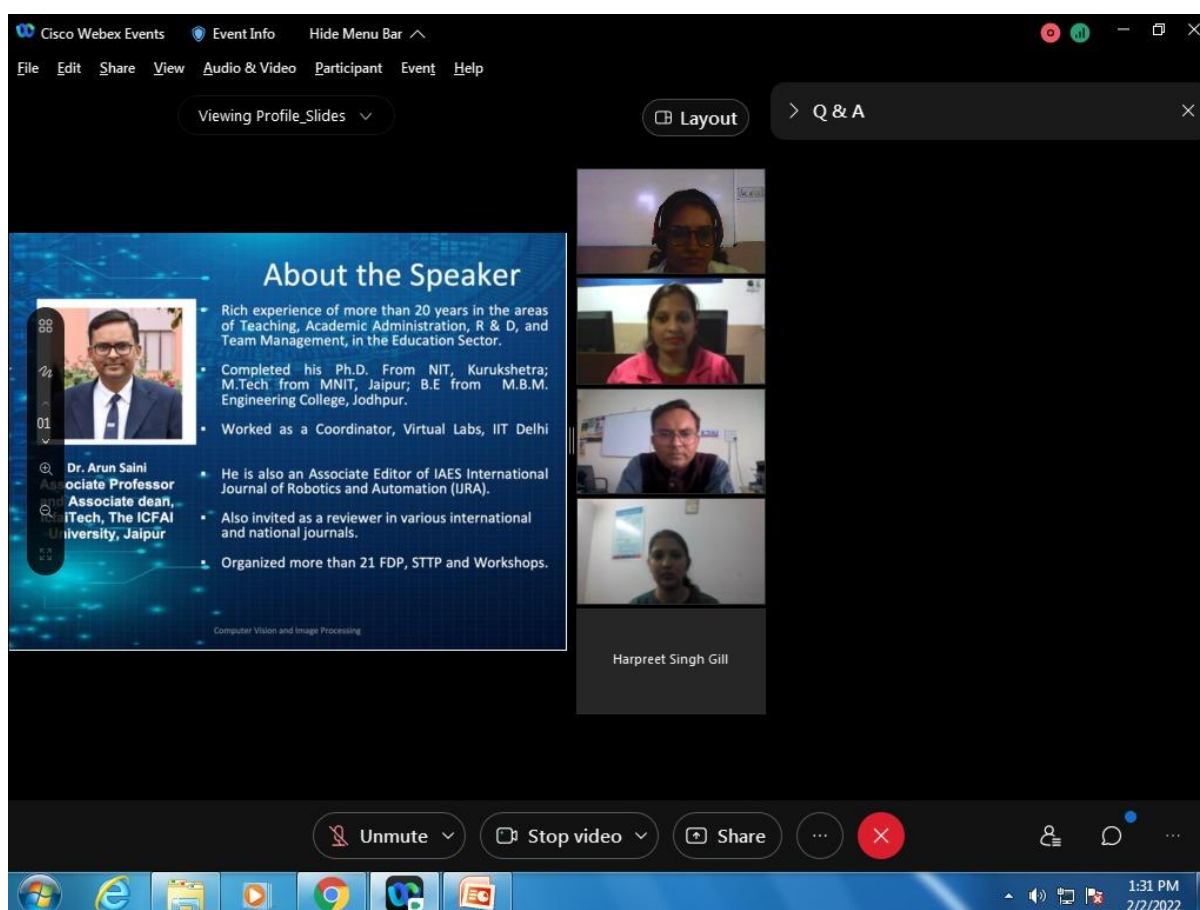 Cisco Webex Events
Event Info
Hide Menu Bar
File Edit Share View Audio & Video Participant Event Help
Viewing Profile_Slides
Layout
Q & A
About the Speaker
Rich experience of more than 20 years in the areas
of Teaching, Academic Administration, R & D, and
Team Management, in the Education Sector.
Completed his Ph.D. From NIT, Kurukshetra;
M.Tech from MNIT, Jaipur; B.E from M.B.M.
Engineering College, Jodhpur.
Worked as a Coordinator, Virtual Labs, IIT Delhi
He is also an Associate Editor of IAES International
Journal of Robotics and Automation (IJRA).
Also invited as a reviewer in various international
and national journals.
Organized more than 21 FDP, STTP and Workshops.
01
Dr. Arun Saini
Associate Professor
and Associate dean,
IcfaiTech, The ICFAI
University, Jaipur
Computer Vision and Image Processing
Harpreet Singh Gill
Unmute
Stop video
Share
1:31 PM
2/2/2022